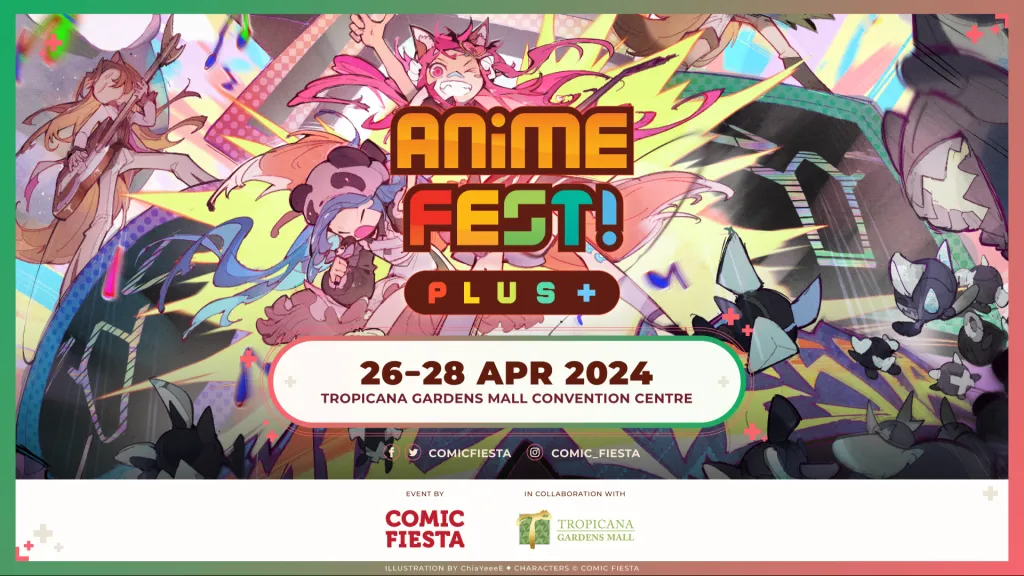 ANiME
FEST!
PLUS+
26–28 APR 2024
TROPICANA GARDENS MALL CONVENTION CENTRE
COMICFIESTA COMIC_FIESTA
EVENT BY IN COLLABORATION WITH
COMIC
FIESTA
TROPICANA
GARDENS MALL
ILLUSTRATION BY ChiaYeeeE ✦ CHARACTERS © COMIC FIESTA